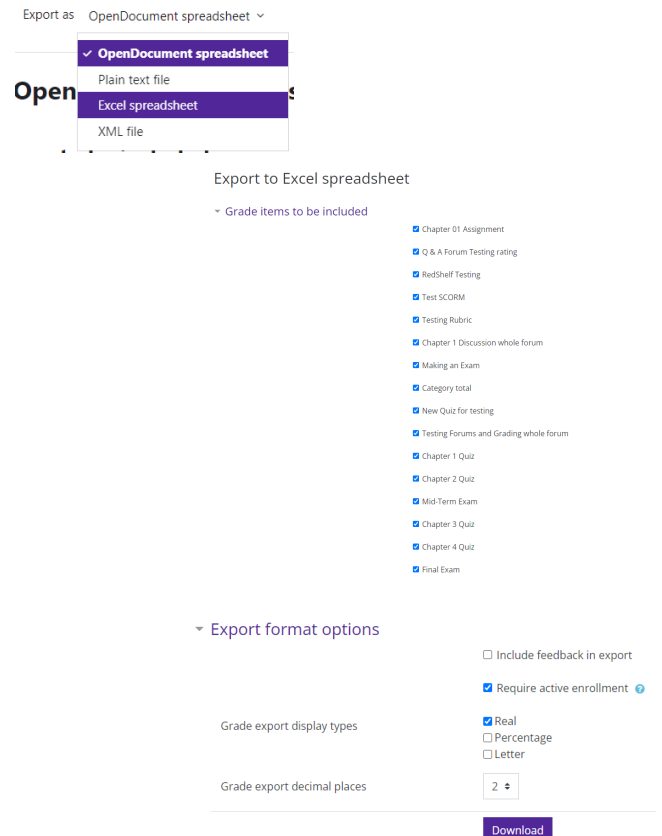 Export as OpenDocument spreadsheet
OpenDocument spreadsheet
Open
Plain text file
Excel spreadsheet
XML file
Export to Excel spreadsheet
Grade items to be included
Chapter 01 Assignment
Q & A Forum Testing rating
RedShelf Testing
Test SCORM
Testing Rubric
Chapter 1 Discussion whole forum
Making an Exam
Category total
New Quiz for testing
Testing Forums and Grading whole forum
Chapter 1 Quiz
Chapter 2 Quiz
Mid-Term Exam
Chapter 3 Quiz
Chapter 4 Quiz
Final Exam
Export format options
Include feedback in export
Require active enrollment ?
Grade export display types
Real
Percentage
Letter
Grade export decimal places 2
Download